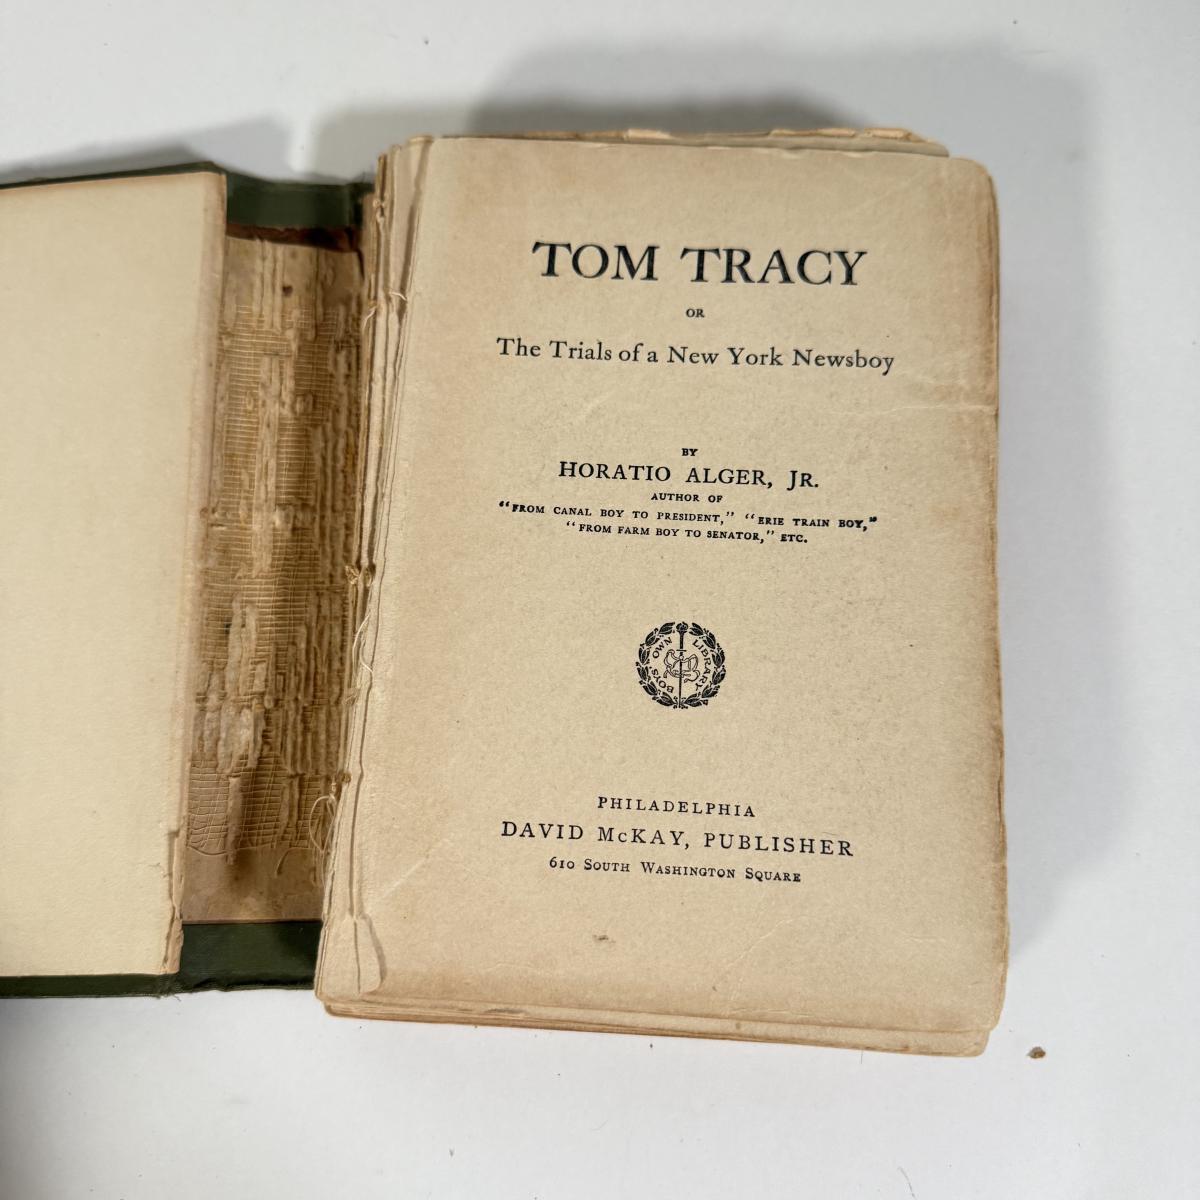 TOM TRACY
OR
The Trials of a New York Newsboy
BY
HORATIO ALGER, JR.
AUTHOR OF
"FROM CANAL BOY TO PRESIDENT," "ERIE TRAIN BOY,"
"FROM FARM BOY TO SENATOR," ETC.
BOYS' OWN LIBRARY
PHILADELPHIA
DAVID McKAY, PUBLISHER
610 SOUTH WASHINGTON SQUARE